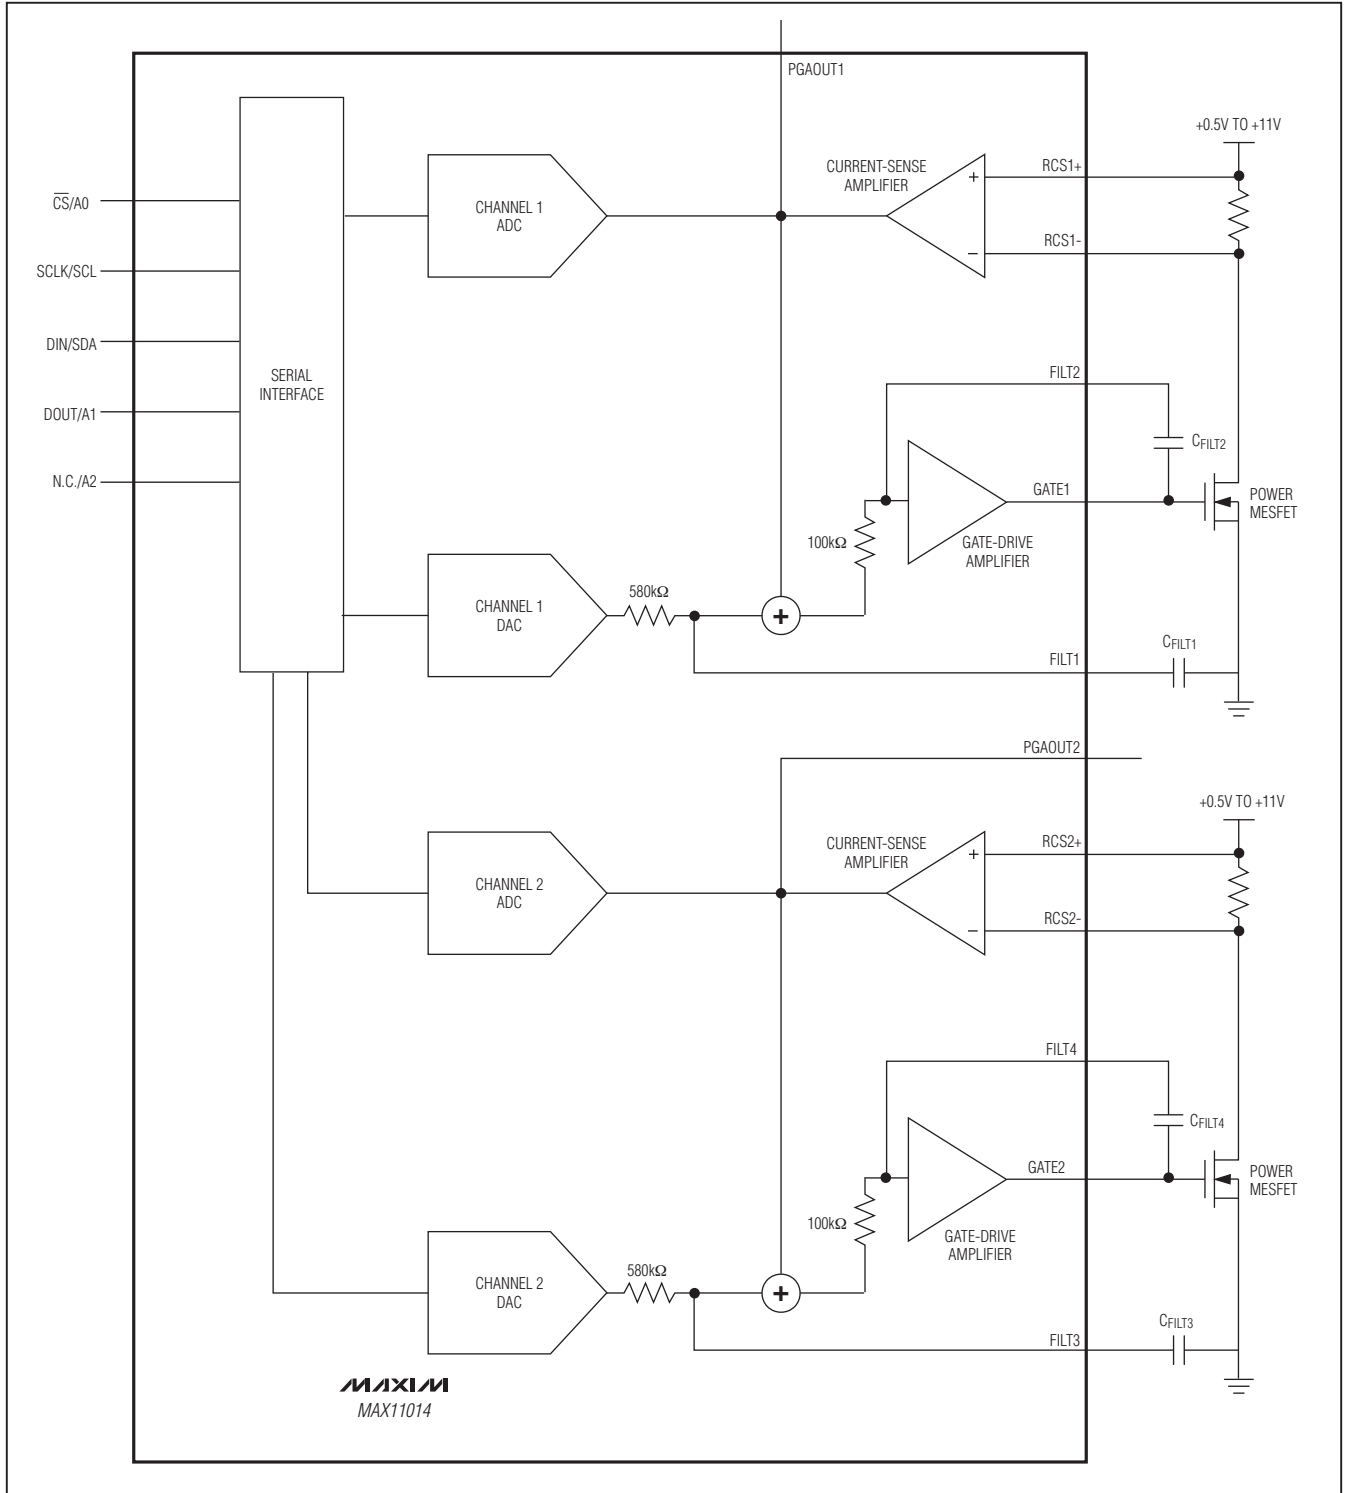 PGAOUT1
+0.5V TO +11V
CURRENT-SENSE
AMPLIFIER
+
−
RCS1+
RCS1-
CHANNEL 1
ADC
CS/A0
SCLK/SCL
DIN/SDA
DOUT/A1
N.C./A2
SERIAL
INTERFACE
FILT2
CFILT2
GATE1
POWER
MESFET
100kΩ
GATE-DRIVE
AMPLIFIER
CHANNEL 1
DAC
580kΩ
+
CFILT1
FILT1
PGAOUT2
+0.5V TO +11V
CURRENT-SENSE
AMPLIFIER
+
−
RCS2+
RCS2-
CHANNEL 2
ADC
FILT4
CFILT4
GATE2
POWER
MESFET
100kΩ
GATE-DRIVE
AMPLIFIER
CHANNEL 2
DAC
580kΩ
+
CFILT3
FILT3
MAXIM
MAX11014